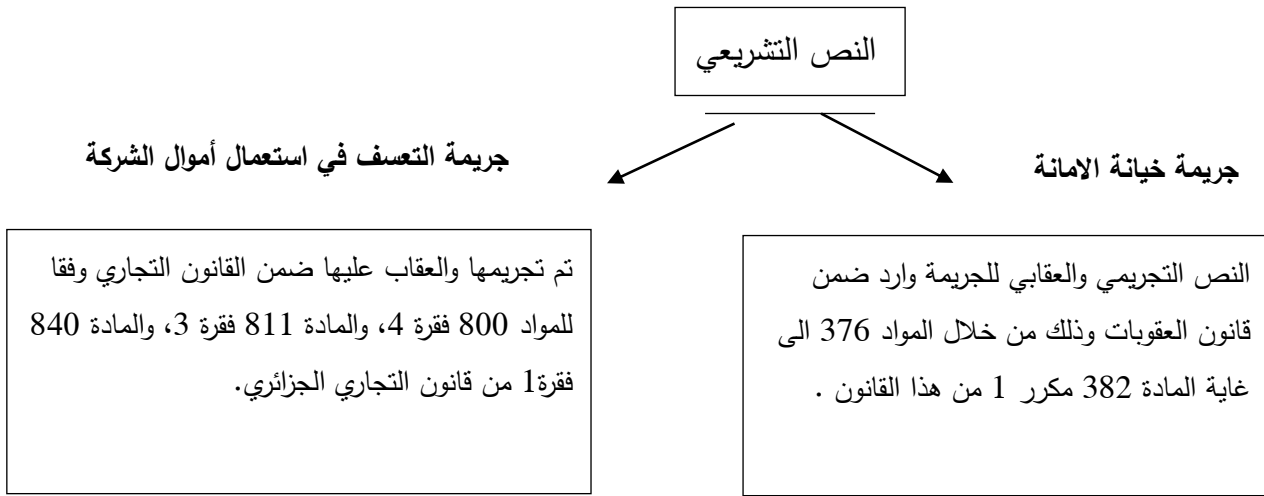 النص التشريعي
جريمة خيانة الامانة
جريمة التعسف في استعمال أموال الشركة
النص التجريمي والعقابي للجريمة وارد ضمن
قانون العقوبات وذلك من خلال المواد 376 الى
غاية المادة 382 مكرر 1 من هذا القانون .
تم تجريمها والعقاب عليها ضمن القانون التجاري وفقا
للمواد 800 فقرة 4، والمادة 811 فقرة 3، والمادة 840
فقرة1 من قانون التجاري الجزائري.